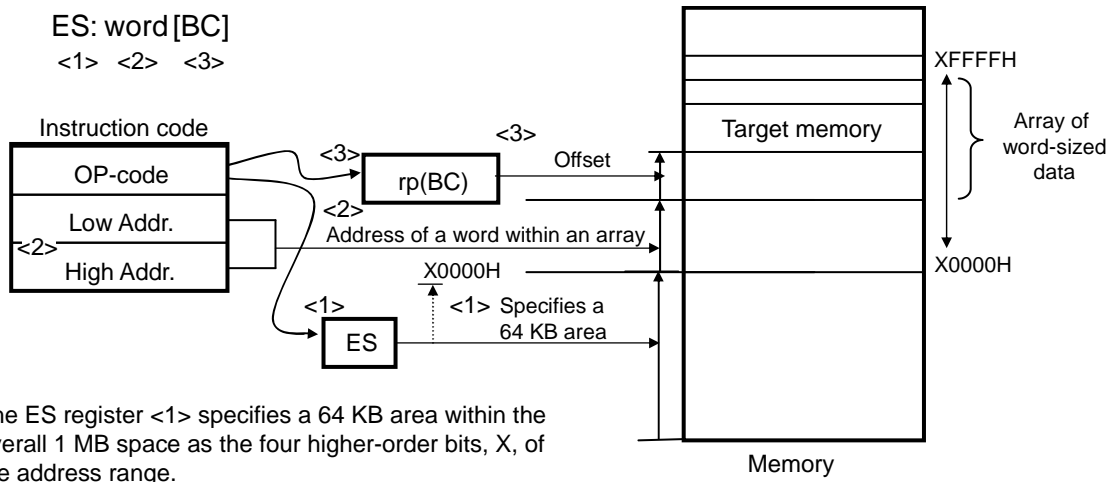 ES: word [BC]
<1> <2> <3>
XFFFFH
Instruction code
<3>
Target memory
Array of
word-sized
data
OP-code
<3>
rp(BC)
Offset
Low Addr.
<2>
<2>
Address of a word within an array
High Addr.
X0000H
X0000H
<1>
<1> Specifies a
64 KB area
ES
ne ES register <1> specifies a 64 KB area within the
verall 1 MB space as the four higher-order bits, X, of
e address range.
Memory